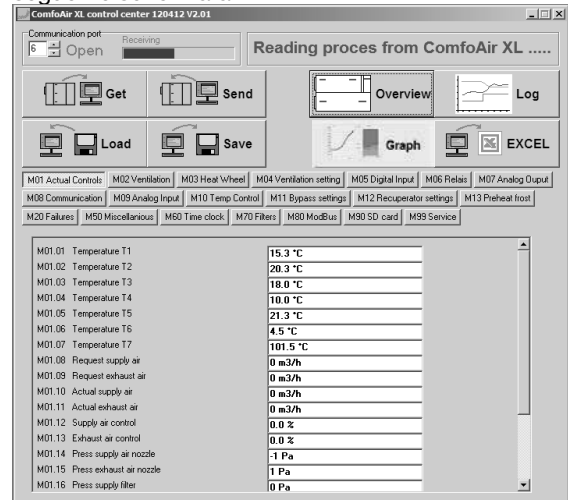 ComfoAir XL control center 120412 V2.01
Communication port
6 Open
Receiving
Reading proces from ComfoAir XL .....
Get Send Overview Log
Load Save Graph EXCEL
M01 Actual Controls M02 Ventilation M03 Heat Wheel M04 Ventilation setting M05 Digital Input M06 Relais M07 Analog Ouput
M08 Communication M09 Analog Input M10 Temp Control M11 Bypass settings M12 Recuperator settings M13 Preheat frost
M20 Failures M50 Miscellanious M60 Time clock M70 Filters M80 ModBus M90 SD card M99 Service
M01.01 Temperature T1 15.3 °C
M01.02 Temperature T2 20.3 °C
M01.03 Temperature T3 18.0 °C
M01.04 Temperature T4 10.0 °C
M01.05 Temperature T5 21.3 °C
M01.06 Temperature T6 4.5 °C
M01.07 Temperature T7 101.5 °C
M01.08 Request supply air 0 m3/h
M01.09 Request exhaust air 0 m3/h
M01.10 Actual supply air 0 m3/h
M01.11 Actual exhaust air 0 m3/h
M01.12 Supply air control 0.0 %
M01.13 Exhaust air control 0.0 %
M01.14 Press supply air nozzle -1 Pa
M01.15 Press exhaust air nozzle 1 Pa
M01.16 Press supply filter 0 Pa